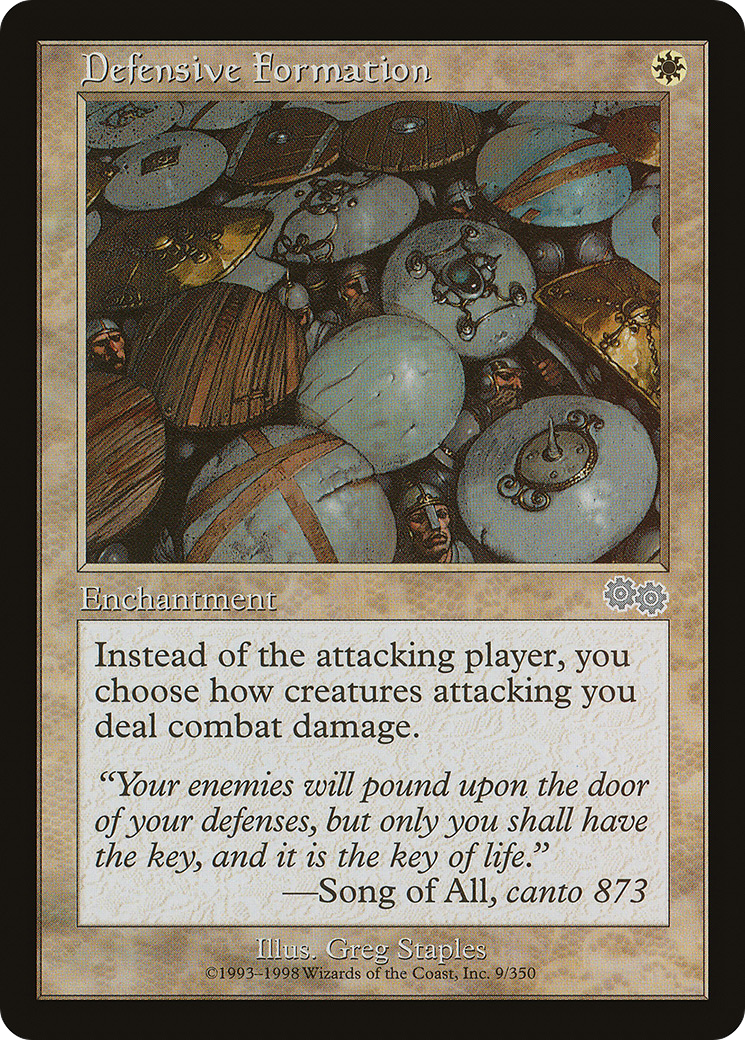 Defensive Formation
Enchantment
Instead of the attacking player, you
choose how creatures attacking you
deal combat damage.
“Your enemies will pound upon the door
of your defenses, but only you shall have
the key, and it is the key of life.”
—Song of All, canto 873
Illus. Greg Staples
©1993–1998 Wizards of the Coast, Inc. 9/350